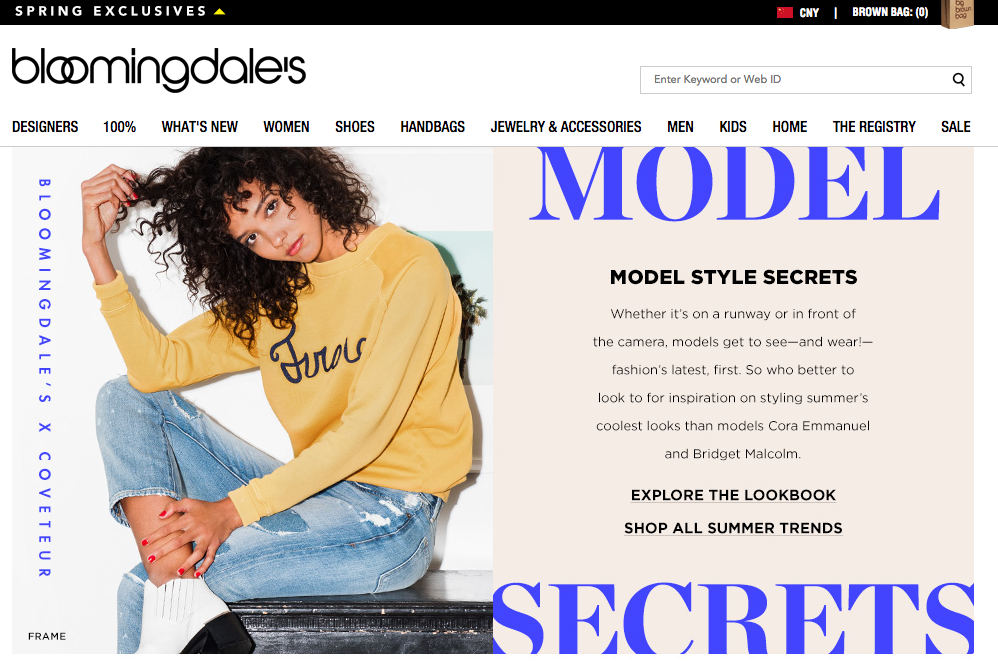 SPRING EXCLUSIVES
CNY | BROWN BAG: (0)
bloomingdale's
Enter Keyword or Web ID
DESIGNERS 100% WHAT'S NEW WOMEN SHOES HANDBAGS JEWELRY & ACCESSORIES MEN KIDS HOME THE REGISTRY SALE
BLOOMINGDALE'S X COVETEUR
FRAME
MODEL
MODEL STYLE SECRETS
Whether it's on a runway or in front of
the camera, models get to see—and wear!—
fashion's latest, first. So who better to
look to for inspiration on styling summer's
coolest looks than models Cora Emmanuel
and Bridget Malcolm.
EXPLORE THE LOOKBOOK
SHOP ALL SUMMER TRENDS
SECRETS